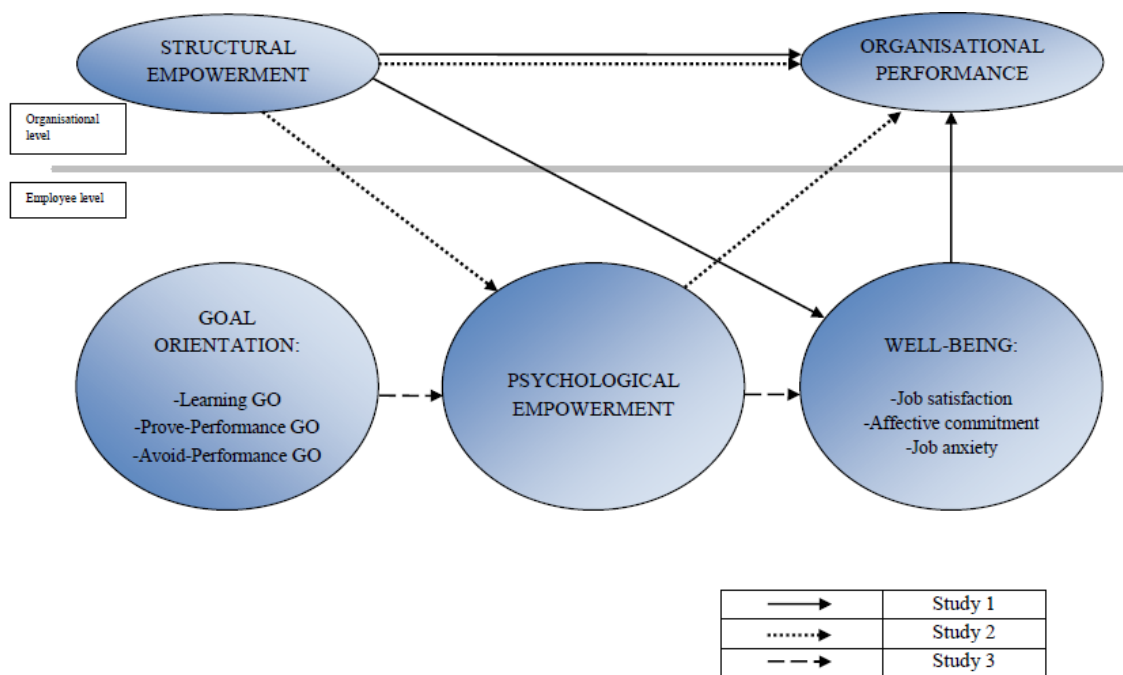 STRUCTURAL
EMPOWERMENT
ORGANISATIONAL
PERFORMANCE
Organisational
level
Employee level
GOAL
ORIENTATION:
-Learning GO
-Prove-Performance GO
-Avoid-Performance GO
PSYCHOLOGICAL
EMPOWERMENT
WELL-BEING:
-Job satisfaction
-Affective commitment
-Job anxiety
Study 1
Study 2
Study 3